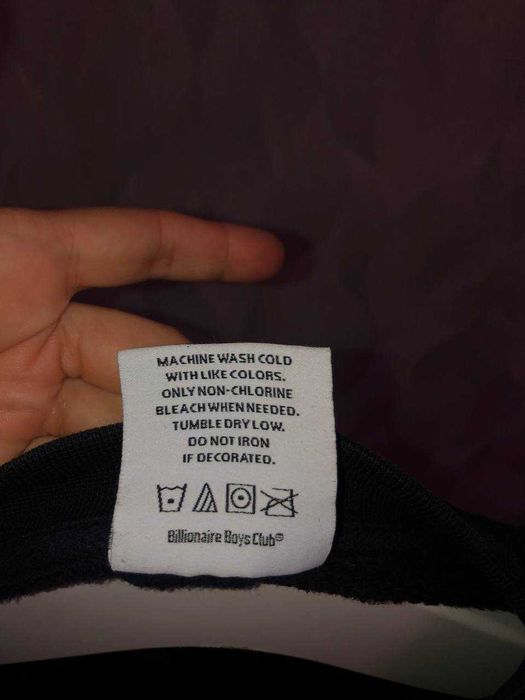 MACHINE WASH COLD
WITH LIKE COLORS.
ONLY NON-CHLORINE
BLEACH WHEN NEEDED.
TUMBLE DRY LOW.
DO NOT IRON
IF DECORATED.
Billionaire Boys Club®